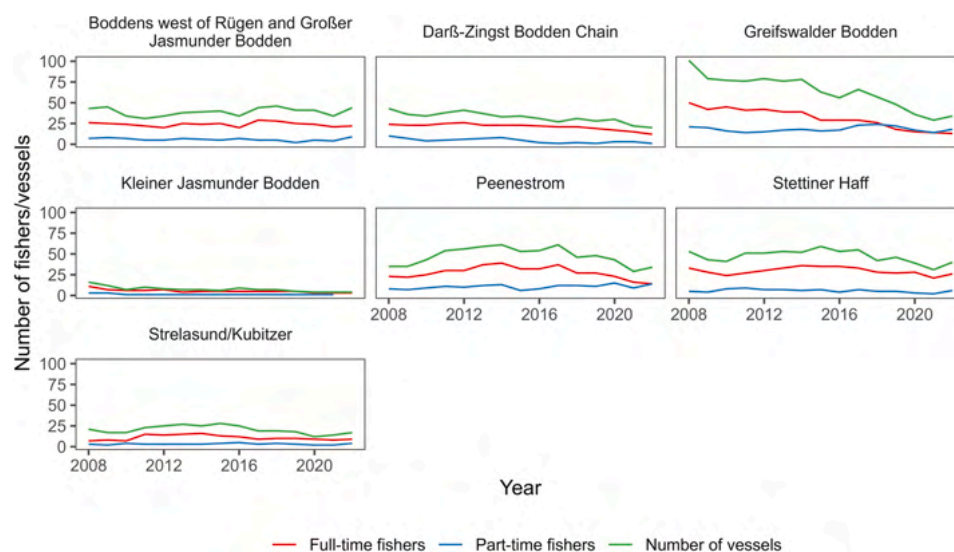 Boddens west of Rügen and Großer
Jasmunder Bodden
Darß-Zingst Bodden Chain
Greifswalder Bodden
100
75
50
25
0
Kleiner Jasmunder Bodden
Peenestrom
Stettiner Haff
100
75
50
25
0
2008
2012
2016
2020
2008
2012
2016
2020
Strelasund/Kubitzer
100
75
50
25
0
2008
2012
2016
2020
Number of fishers/vessels
Year
Full-time fishers
Part-time fishers
Number of vessels